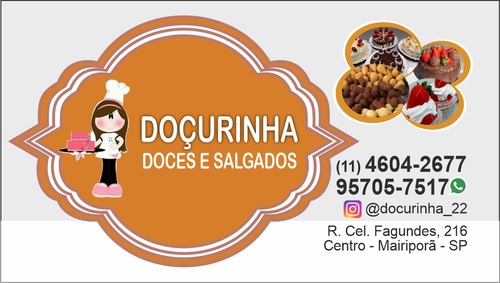 DOÇURINHA
DOCES E SALGADOS
(11) 4604-2677
95705-7517
@docurinha_22
R. Cel. Fagundes, 216
Centro - Mairiporã - SP